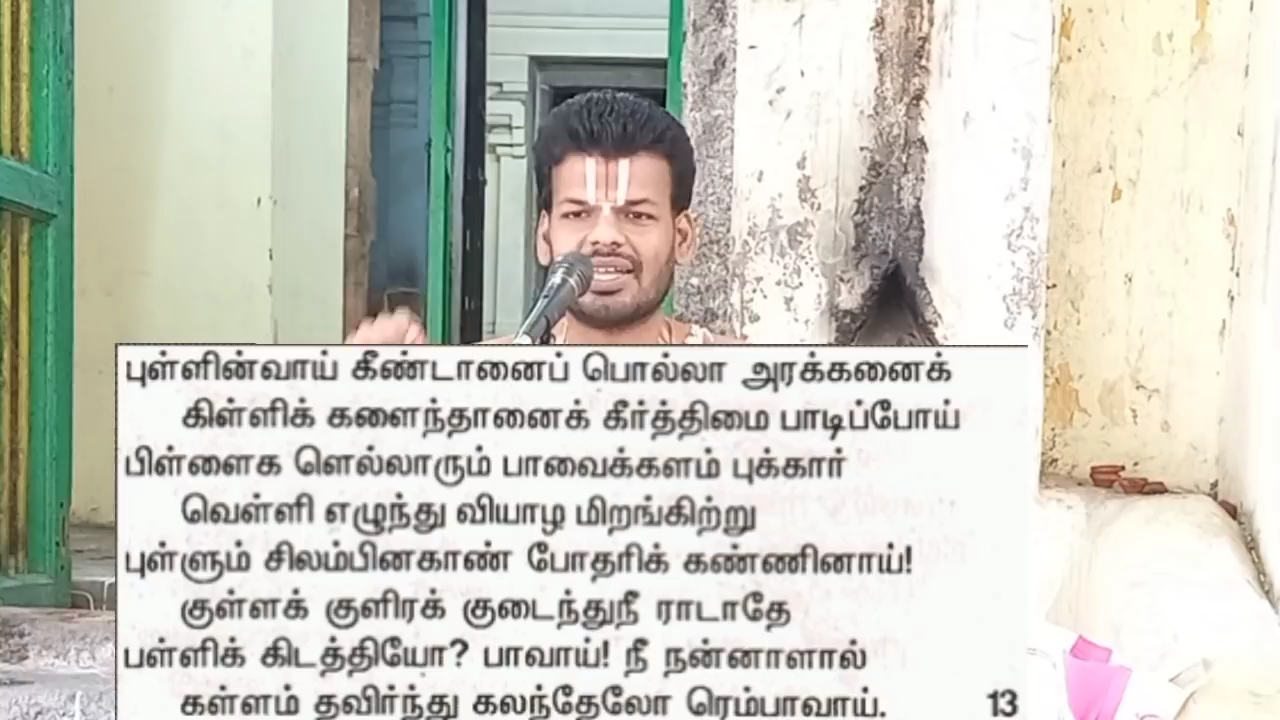 புள்ளின்வாய் கீண்டானைப் பொல்லா அரக்கனைக்
கிள்ளிக் களைந்தானைக் கீர்த்திமை பாடிப்போய்
பிள்ளைக ளெல்லாரும் பாவைக்களம் புக்கார்
வெள்ளி எழுந்து வியாழ மிறங்கிற்று
புள்ளும் சிலம்பினகாண் போதரிக் கண்ணினாய்!
குள்ளக் குளிரக் குடைந்துநீ ராடாதே
பள்ளிக் கிடத்தியோ? பாவாய்! நீ நன்னாளால்
கள்ளம் தவிர்ந்து கலந்தேலோ ரெம்பாவாய். 13